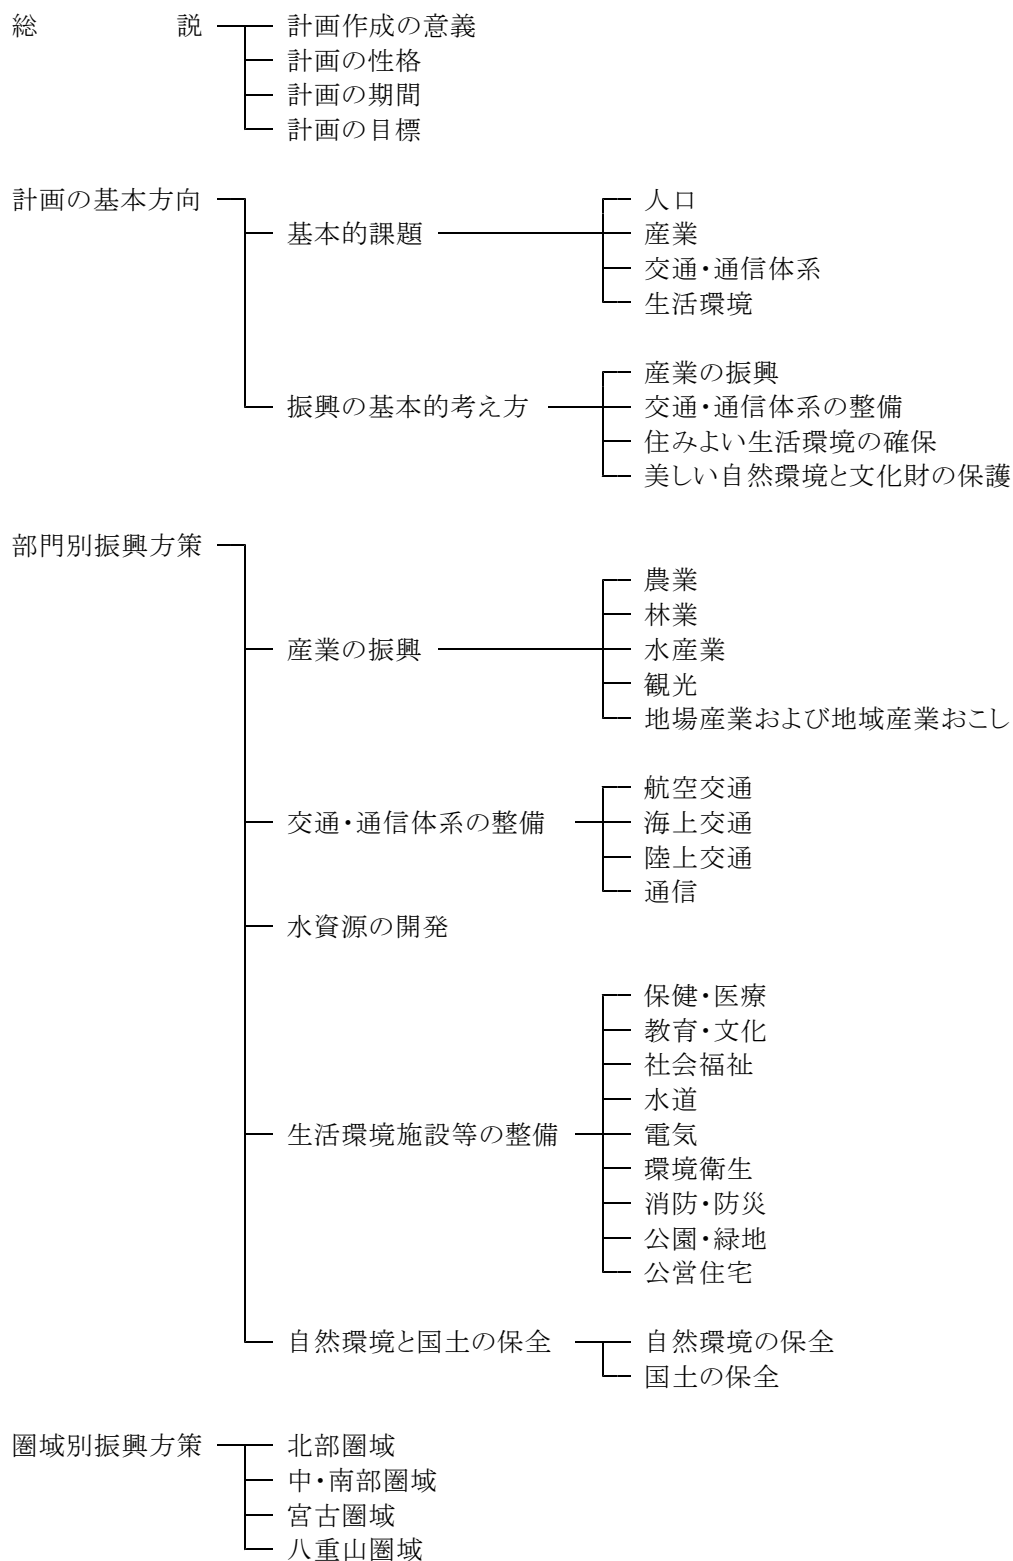 総　説　計画作成の意義
計画の性格
計画の期間
計画の目標
計画の基本方向　人口
基本的課題　産業
交通・通信体系
生活環境
産業の振興
振興の基本的考え方　交通・通信体系の整備
住みよい生活環境の確保
美しい自然環境と文化財の保護
部門別振興方策
農業
林業
産業の振興　水産業
観光
地場産業および地域産業おこし
航空交通
交通・通信体系の整備　海上交通
陸上交通
通信
水資源の開発
保健・医療
教育・文化
社会福祉
水道
生活環境施設等の整備　電気
環境衛生
消防・防災
公園・緑地
公営住宅
自然環境と国土の保全　自然環境の保全
国土の保全
圏域別振興方策　北部圏域
中・南部圏域
宮古圏域
八重山圏域